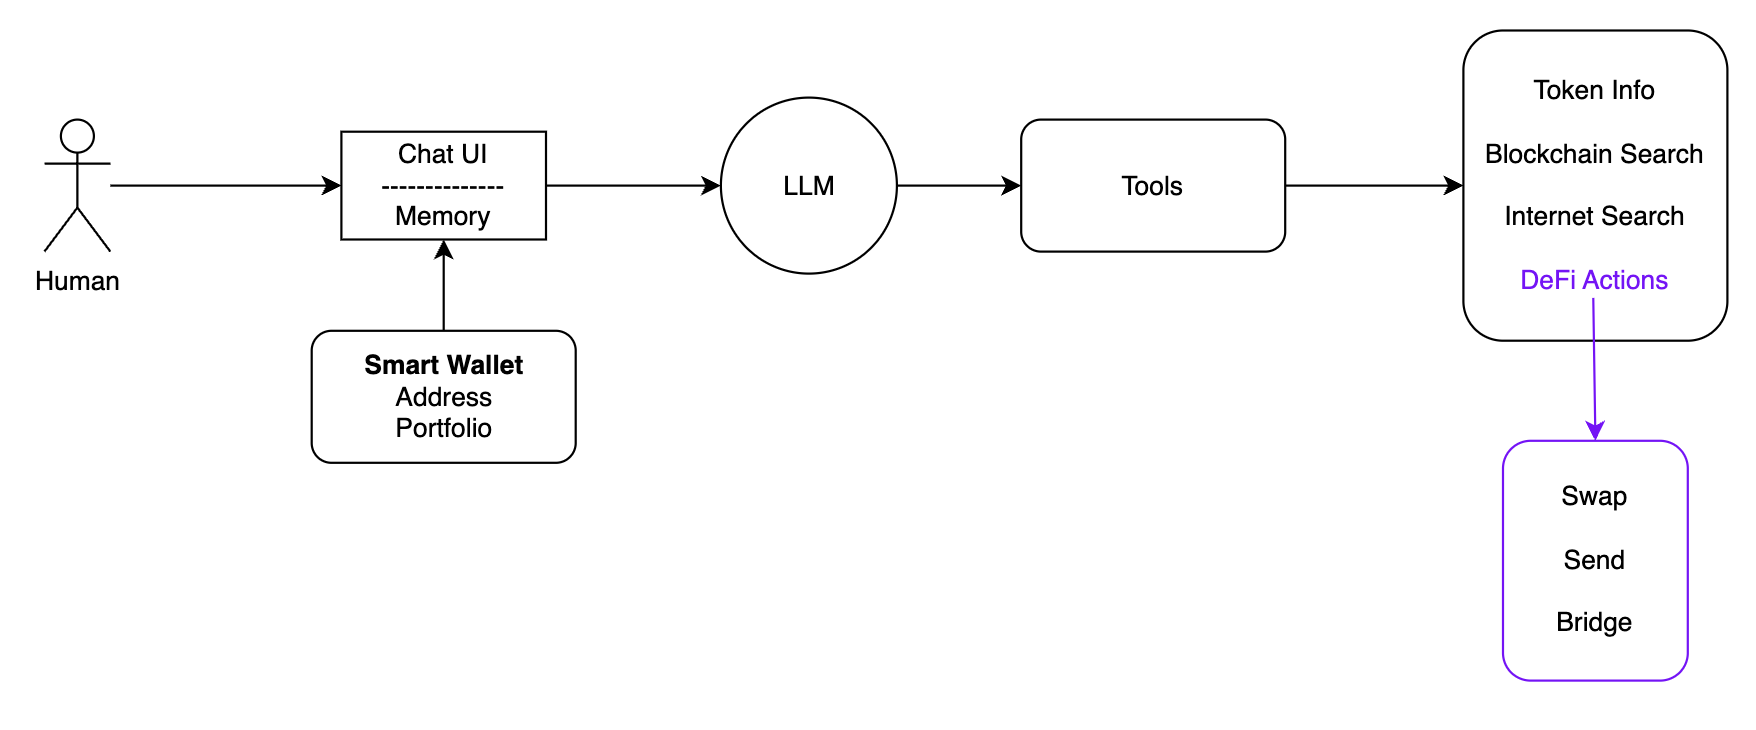 Human
Chat UI
--------------
Memory
Smart Wallet
Address
Portfolio
LLM
Tools
Token Info
Blockchain Search
Internet Search
DeFi Actions
Swap
Send
Bridge